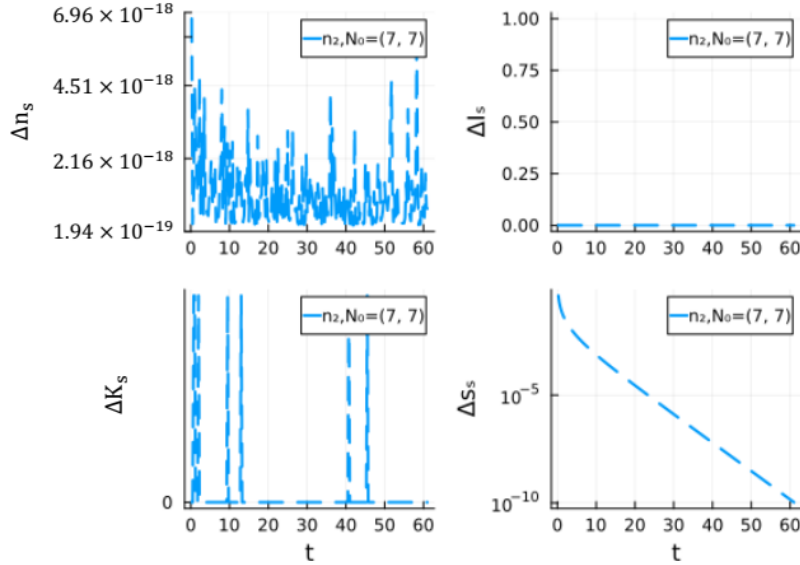 6.96 × 10⁻¹⁸
4.51 × 10⁻¹⁸
2.16 × 10⁻¹⁸
1.94 × 10⁻¹⁹
Δnₛ
n₂,N₀=(7, 7)
0 10 20 30 40 50 60
1.00
0.75
0.50
0.25
0.00
ΔIₛ
n₂,N₀=(7, 7)
0 10 20 30 40 50 60
0
ΔKₛ
n₂,N₀=(7, 7)
0 10 20 30 40 50 60
t
10⁻⁵
10⁻¹⁰
Δsₛ
n₂,N₀=(7, 7)
0 10 20 30 40 50 60
t